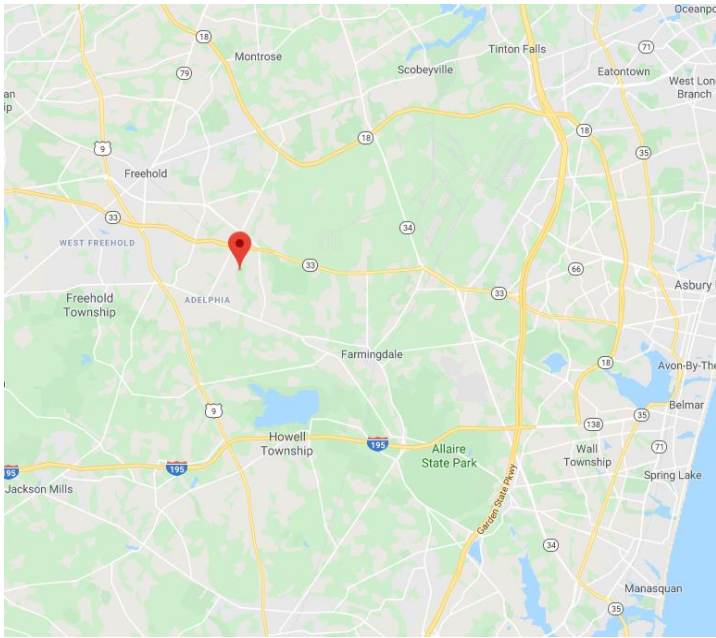 Oceanpo
18
Tinton Falls
71
Montrose
Scobeyville
Eatontown
79
West Lon
Branch
an
ip
18
18
9
35
Freehold
33
34
WEST FREEHOLD
33
66
33
Asbury
Freehold
Township
ADELPHIA
Farmingdale
18
Avon-By-The
9
35
Belmar
138
Howell
Township
195
Allaire
State Park
Wall
Township
71
195
195
Spring Lake
Jackson Mills
Garden State Pkwy
34
Manasquan
35